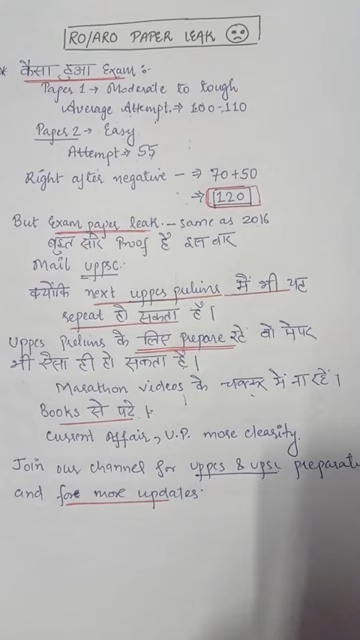 RO/ARO PAPER LEAK
* कैसा हुआ Exam :-
Paper 1 → Moderate to tough
Average Attempt. → 100-110
Paper 2 → Easy
Attempt → 55
Right after negative - → 70+50
→ 120
But Exam paper leak - same as 2016
बहुत सारे Proof है इस बार
Mail uppsc.
क्योंकि next uppcs prelims में भी यह
repeat हो सकता है।
Uppcs Prelims के लिए prepare रहे वो पेपर
भी ऐसा ही हो सकता है।
Marathon videos के चक्कर में ना रहें।
Books से पढे।
Current Affair, U.P. more clearity.
Join our channel for uppcs & upsc preparati
and for more updates.